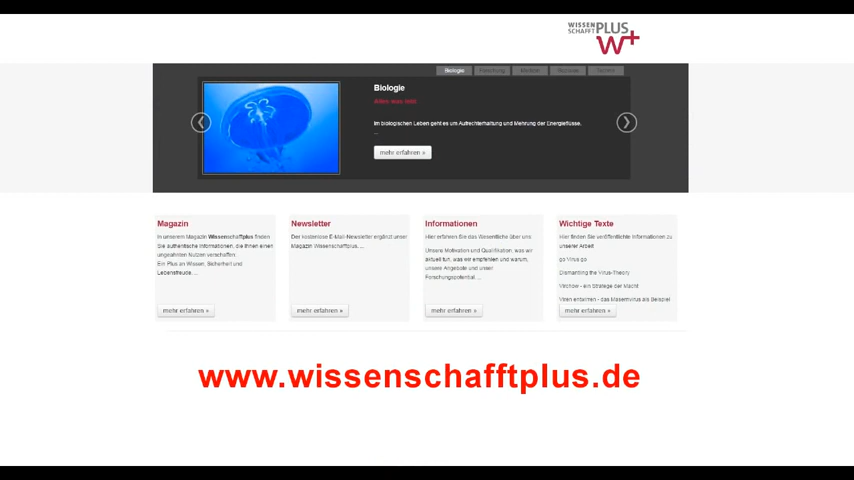 WISSEN
SCHAFFT PLUS
W+
Biologie
Forschung
Medizin
Technik
Biologie
Im biologischen Leben geht es um Aufrechterhaltung und Mehrung der Energieflüsse.
...
mehr erfahren »
Magazin
In unserem Magazin Wissenschafftplus finden
Sie authentische Informationen, die Ihnen einen
ungeahnten Nutzen verschaffen.
Ein Plus an Wissen, Sicherheit und
Lebensfreude. ...
mehr erfahren »
Newsletter
Der kostenlose E-Mail-Newsletter ergänzt unser
Magazin Wissenschafftplus. ...
mehr erfahren »
Informationen
Hier erfahren Sie das Wesentliche über uns.
Unsere Motivation und Qualifikation, was wir
aktuell tun, was wir empfehlen und warum,
unsere Angebote und unser
Forschungspotential. ...
mehr erfahren »
Wichtige Texte
Hier finden Sie veröffentlichte Informationen zu
unserer Arbeit
go Virus go
Dismantling the Virus-Theory
Virchow - ein Stratege der Macht
Viren entwirren - das Masernvirus als Beispiel
mehr erfahren »
www.wissenschafftplus.de